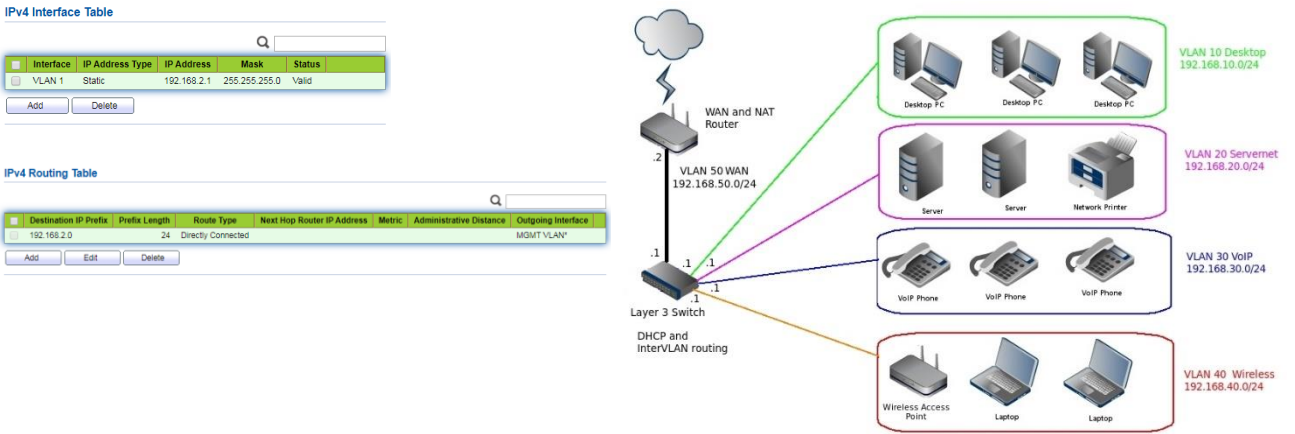 IPv4 Interface Table
Interface IP Address Type IP Address Mask Status
VLAN 1 Static 192.168.2.1 255.255.255.0 Valid
Add Delete
IPv4 Routing Table
Destination IP Prefix Prefix Length Route Type Next Hop Router IP Address Metric Administrative Distance Outgoing Interface
192.168.2.0 24 Directly Connected MGMT VLAN*
Add Edit Delete
WAN and NAT
Router
.2
VLAN 50 WAN
192.168.50.0/24
.1
.1
.1
.1
.1
Layer 3 Switch
DHCP and
InterVLAN routing
Desktop PC
Desktop PC
Desktop PC
VLAN 10 Desktop
192.168.10.0/24
Server
Server
Network Printer
VLAN 20 Servernet
192.168.20.0/24
VoIP Phone
VoIP Phone
VoIP Phone
VLAN 30 VoIP
192.168.30.0/24
Wireless Access
Point
Laptop
Laptop
VLAN 40 Wireless
192.168.40.0/24